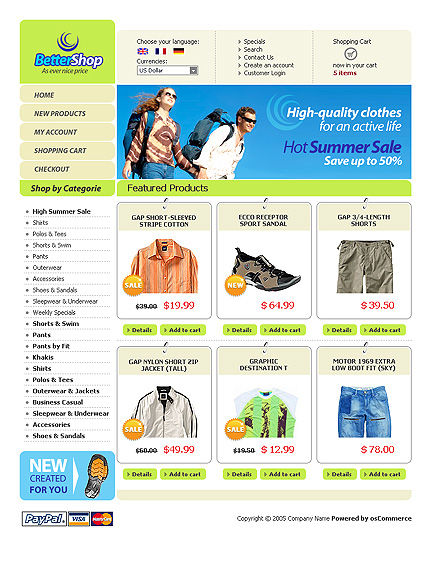 BetterShop
As ever nice price
Choose your language:
Currencies:
US Dollar
Specials
Search
Contact Us
Create an account
Customer Login
Shopping Cart
now in your cart
5 items
HOME
NEW PRODUCTS
MY ACCOUNT
SHOPPING CART
CHECKOUT
High-quality clothes
for an active life
Hot Summer Sale
Save up to 50%
Shop by Categorie
High Summer Sale
Shirts
Polos & Tees
Shorts & Swim
Pants
Outerwear
Accessories
Shoes & Sandals
Sleepwear & Underwear
Weekly Specials
Shorts & Swim
Pants
Pants by Fit
Khakis
Shirts
Polos & Tees
Outerwear & Jackets
Business Casual
Sleepwear & Underwear
Accessories
Shoes & Sandals
NEW
CREATED
FOR YOU
Featured Products
GAP SHORT-SLEEVED
STRIPE COTTON
SALE
$39.00 $19.99
Details Add to cart
ECCO RECEPTOR
SPORT SANDAL
NEW
$ 64.99
Details Add to cart
GAP 3/4-LENGTH
SHORTS
$ 39.50
Details Add to cart
GAP NYLON SHORT ZIP
JACKET (TALL)
SALE
$60.00 $49.99
Details Add to cart
GRAPHIC
DESTINATION T
SALE
$19.50 $ 12.99
Details Add to cart
MOTOR 1969 EXTRA
LOW BOOT FIT (SKY)
$ 78.00
Details Add to cart
PayPal VISA MasterCard
Copyright © 2005 Company Name Powered by osCommerce